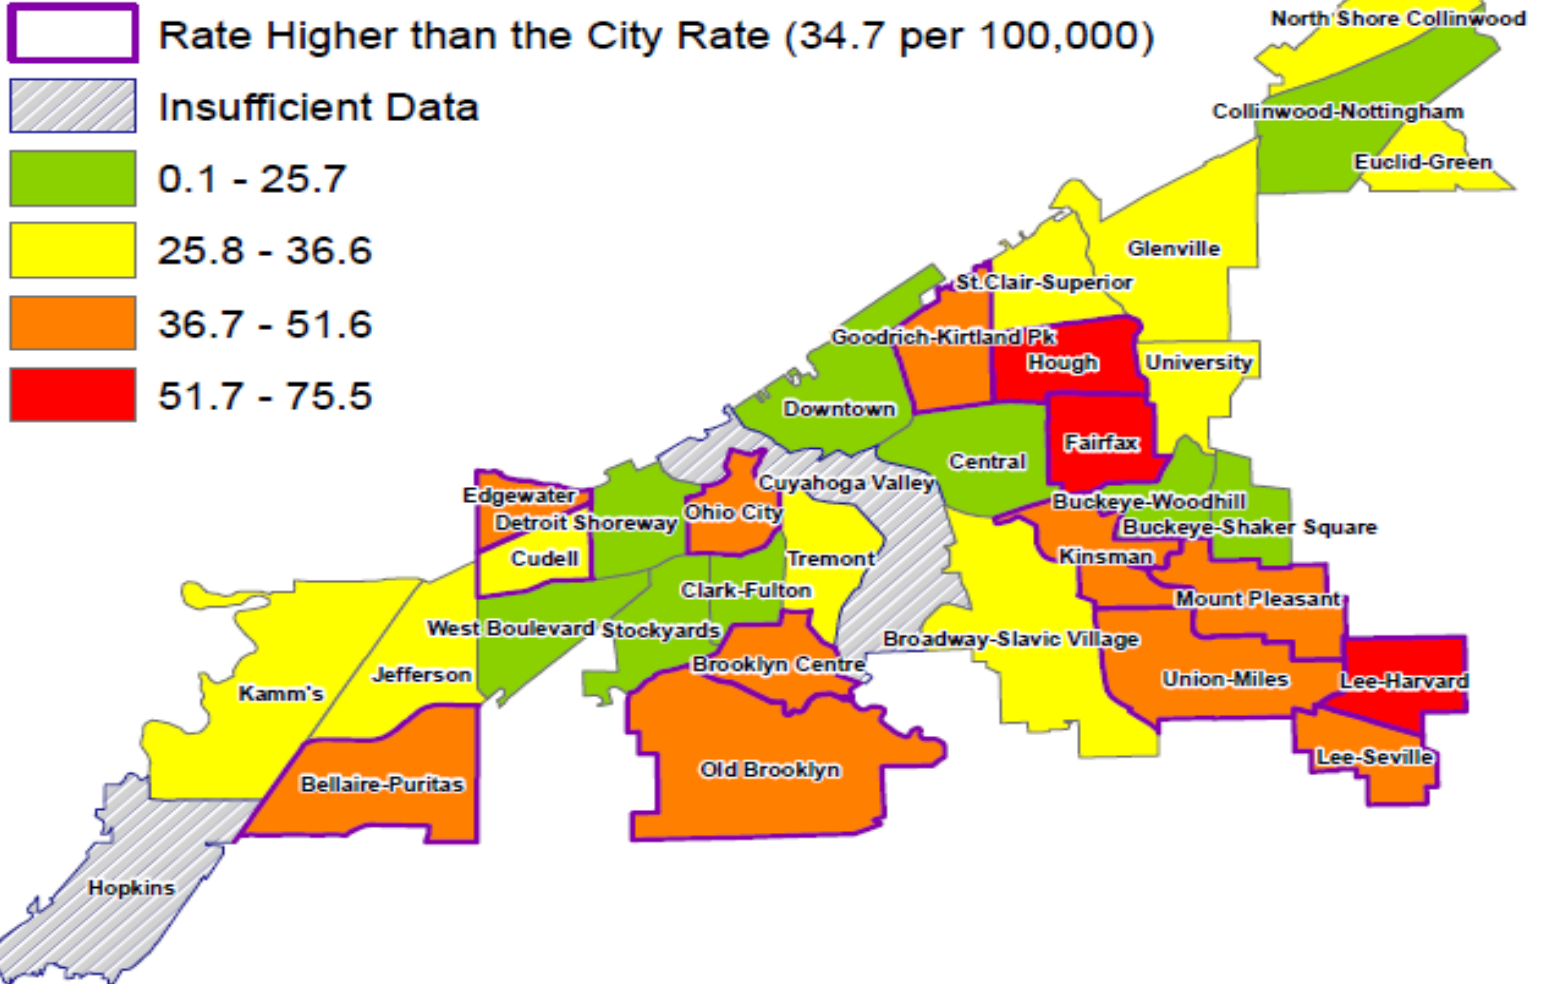 Rate Higher than the City Rate (34.7 per 100,000)
Insufficient Data
0.1 - 25.7
25.8 - 36.6
36.7 - 51.6
51.7 - 75.5
North Shore Collinwood
Collinwood-Nottingham
Euclid-Green
Glenville
St.Clair-Superior
Goodrich-Kirtland Pk
Hough
University
Downtown
Fairfax
Central
Cuyahoga Valley
Edgewater
Buckeye-Woodhill
Ohio City
Detroit Shoreway
Buckeye-Shaker Square
Cudell
Tremont
Kinsman
Clark-Fulton
Mount Pleasant
West Boulevard
Stockyards
Broadway-Slavic Village
Brooklyn Centre
Jefferson
Union-Miles
Lee-Harvard
Kamm's
Lee-Seville
Old Brooklyn
Bellaire-Puritas
Hopkins